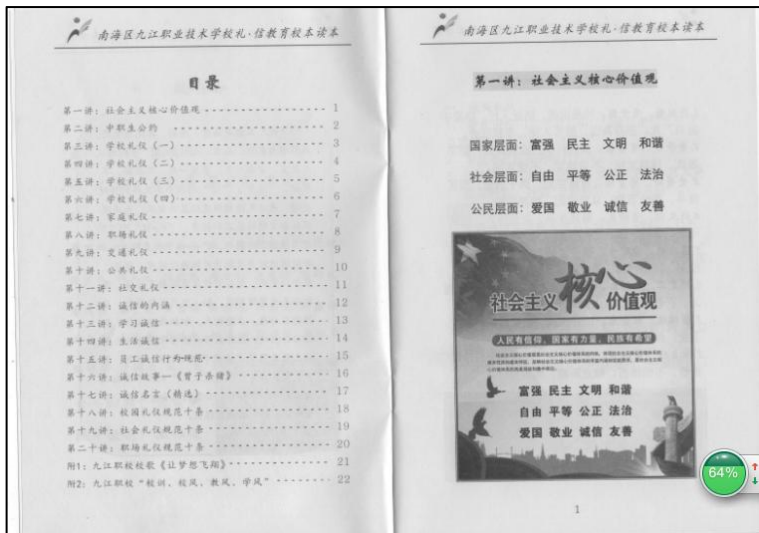 南海区九江职业技术学校礼·信教育校本读本
目录
第一讲：社会主义核心价值观 1
第二讲：中职生公约 2
第三讲：学校礼仪（一） 3
第四讲：学校礼仪（二） 4
第五讲：学校礼仪（三） 5
第六讲：学校礼仪（四） 6
第七讲：家庭礼仪 7
第八讲：职场礼仪 8
第九讲：交通礼仪 9
第十讲：公共礼仪 10
第十一讲：社交礼仪 11
第十二讲：诚信的内涵 12
第十三讲：学习诚信 13
第十四讲：生活诚信 14
第十五讲：员工诚信行为规范 15
第十六讲：诚信故事—《曾子杀猪》 16
第十七讲：诚信名言（精选） 17
第十八讲：校园礼仪规范十条 18
第十九讲：社会礼仪规范十条 19
第二十讲：职场礼仪规范十条 20
附1：九江职校校歌《让梦想飞翔》 21
附2：九江职校“校训、校风、教风、学风” 22
南海区九江职业技术学校礼·信教育校本读本
第一讲：社会主义核心价值观
国家层面：富强 民主 文明 和谐
社会层面：自由 平等 公正 法治
公民层面：爱国 敬业 诚信 友善
社会主义核心价值观
人民有信仰，国家有力量，民族有希望
富强 民主 文明 和谐
自由 平等 公正 法治
爱国 敬业 诚信 友善
1
64%